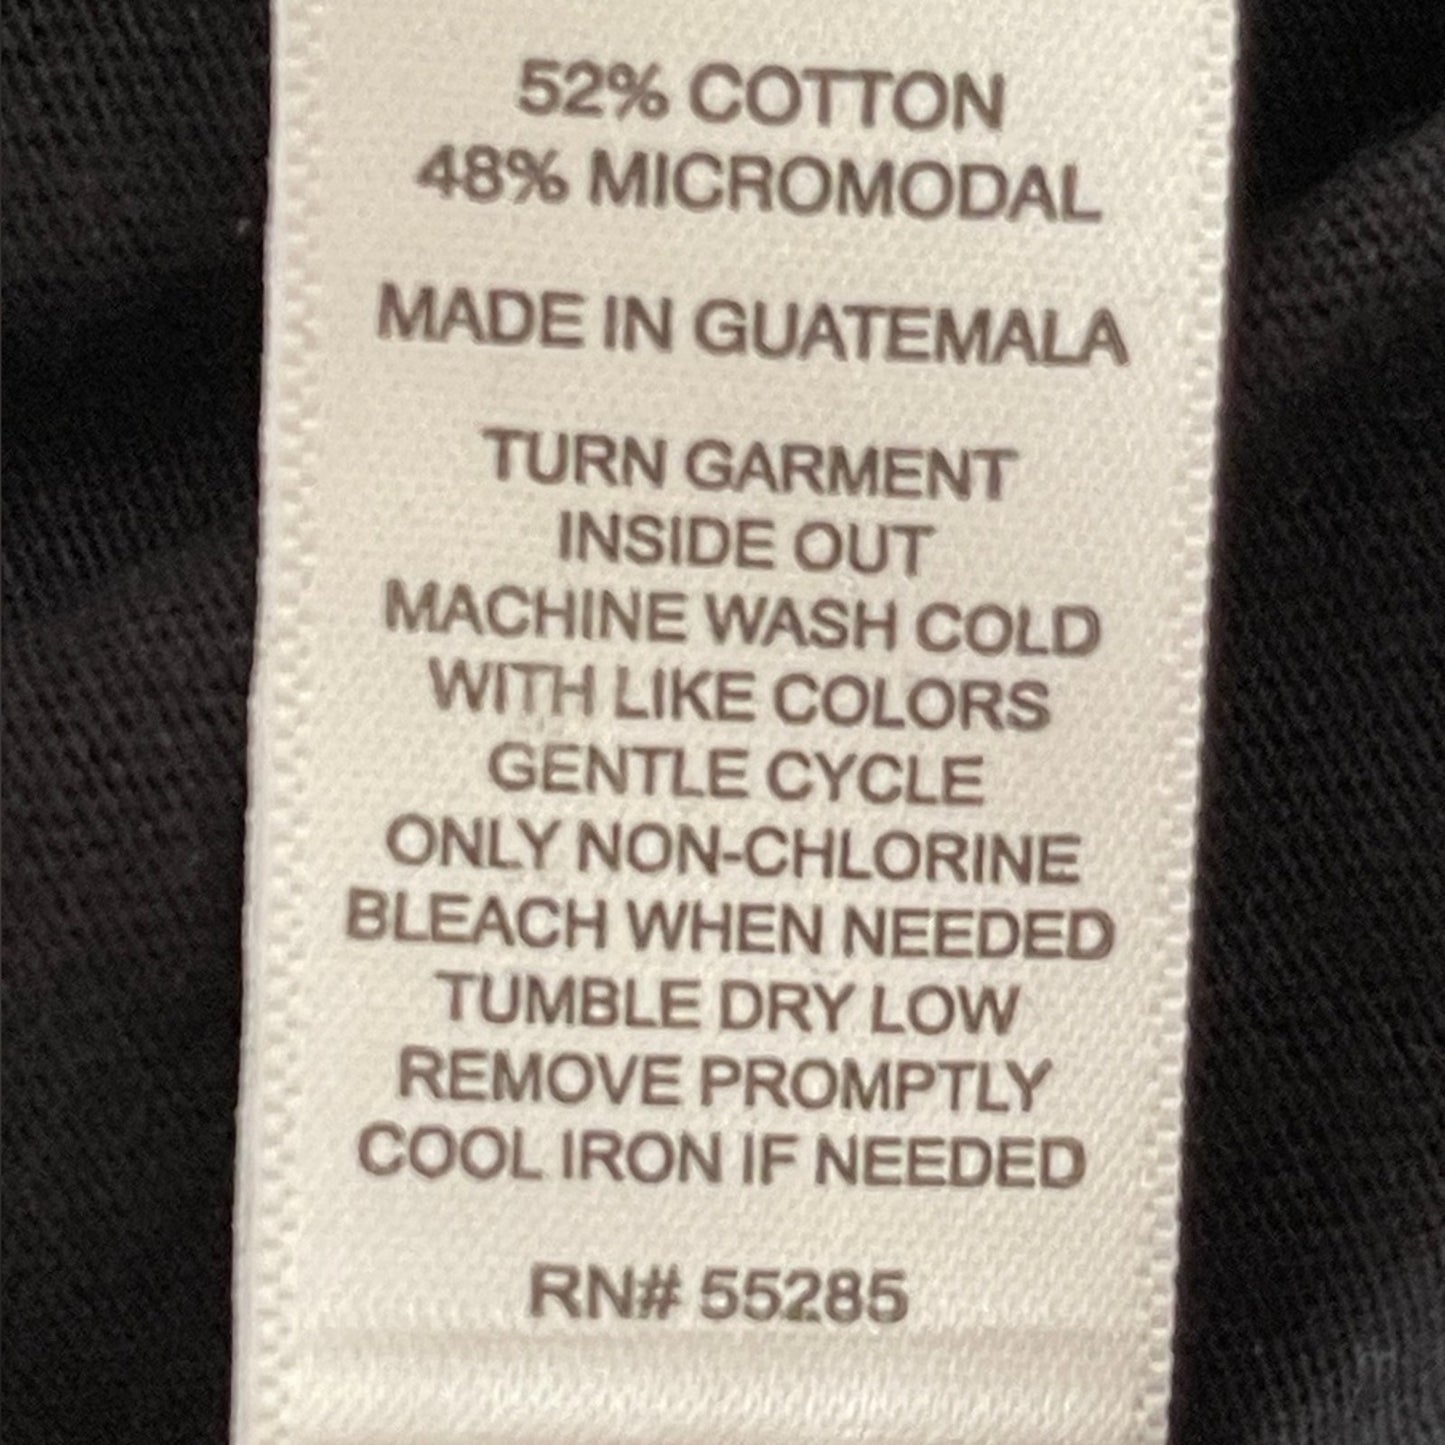 52% COTTON
48% MICROMODAL
MADE IN GUATEMALA
TURN GARMENT
INSIDE OUT
MACHINE WASH COLD
WITH LIKE COLORS
GENTLE CYCLE
ONLY NON-CHLORINE
BLEACH WHEN NEEDED
TUMBLE DRY LOW
REMOVE PROMPTLY
COOL IRON IF NEEDED
RN# 55285